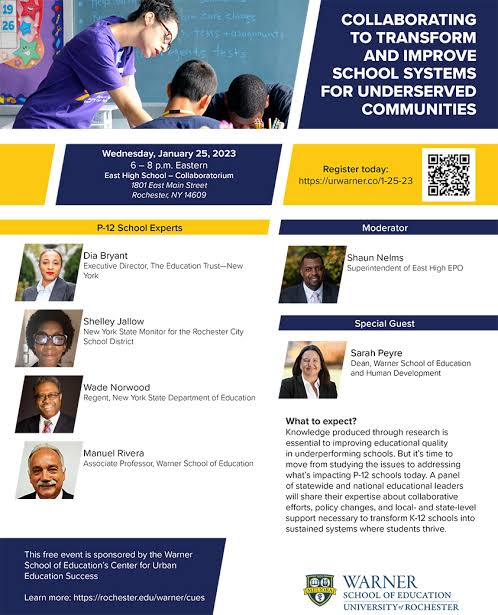 COLLABORATING
TO TRANSFORM
AND IMPROVE
SCHOOL SYSTEMS
FOR UNDERSERVED
COMMUNITIES
19
26
Wednesday, January 25, 2023
6 – 8 p.m. Eastern
East High School – Collaboratorium
1801 East Main Street
Rochester, NY 14609
Register today:
https://urwarner.co/1-25-23
P-12 School Experts
Dia Bryant
Executive Director, The Education Trust—New
York
Shelley Jallow
New York State Monitor for the Rochester City
School District
Wade Norwood
Regent, New York State Department of Education
Manuel Rivera
Associate Professor, Warner School of Education
Moderator
Shaun Nelms
Superintendent of East High EPO
Special Guest
Sarah Peyre
Dean, Warner School of Education
and Human Development
What to expect?
Knowledge produced through research is
essential to improving educational quality
in underperforming schools. But it's time to
move from studying the issues to addressing
what's impacting P-12 schools today. A panel
of statewide and national educational leaders
will share their expertise about collaborative
efforts, policy changes, and local- and state-level
support necessary to transform K-12 schools into
sustained systems where students thrive.
This free event is sponsored by the Warner
School of Education's Center for Urban
Education Success
Learn more: https://rochester.edu/warner/cues
MELIORA
WARNER
SCHOOL OF EDUCATION
UNIVERSITY of ROCHESTER